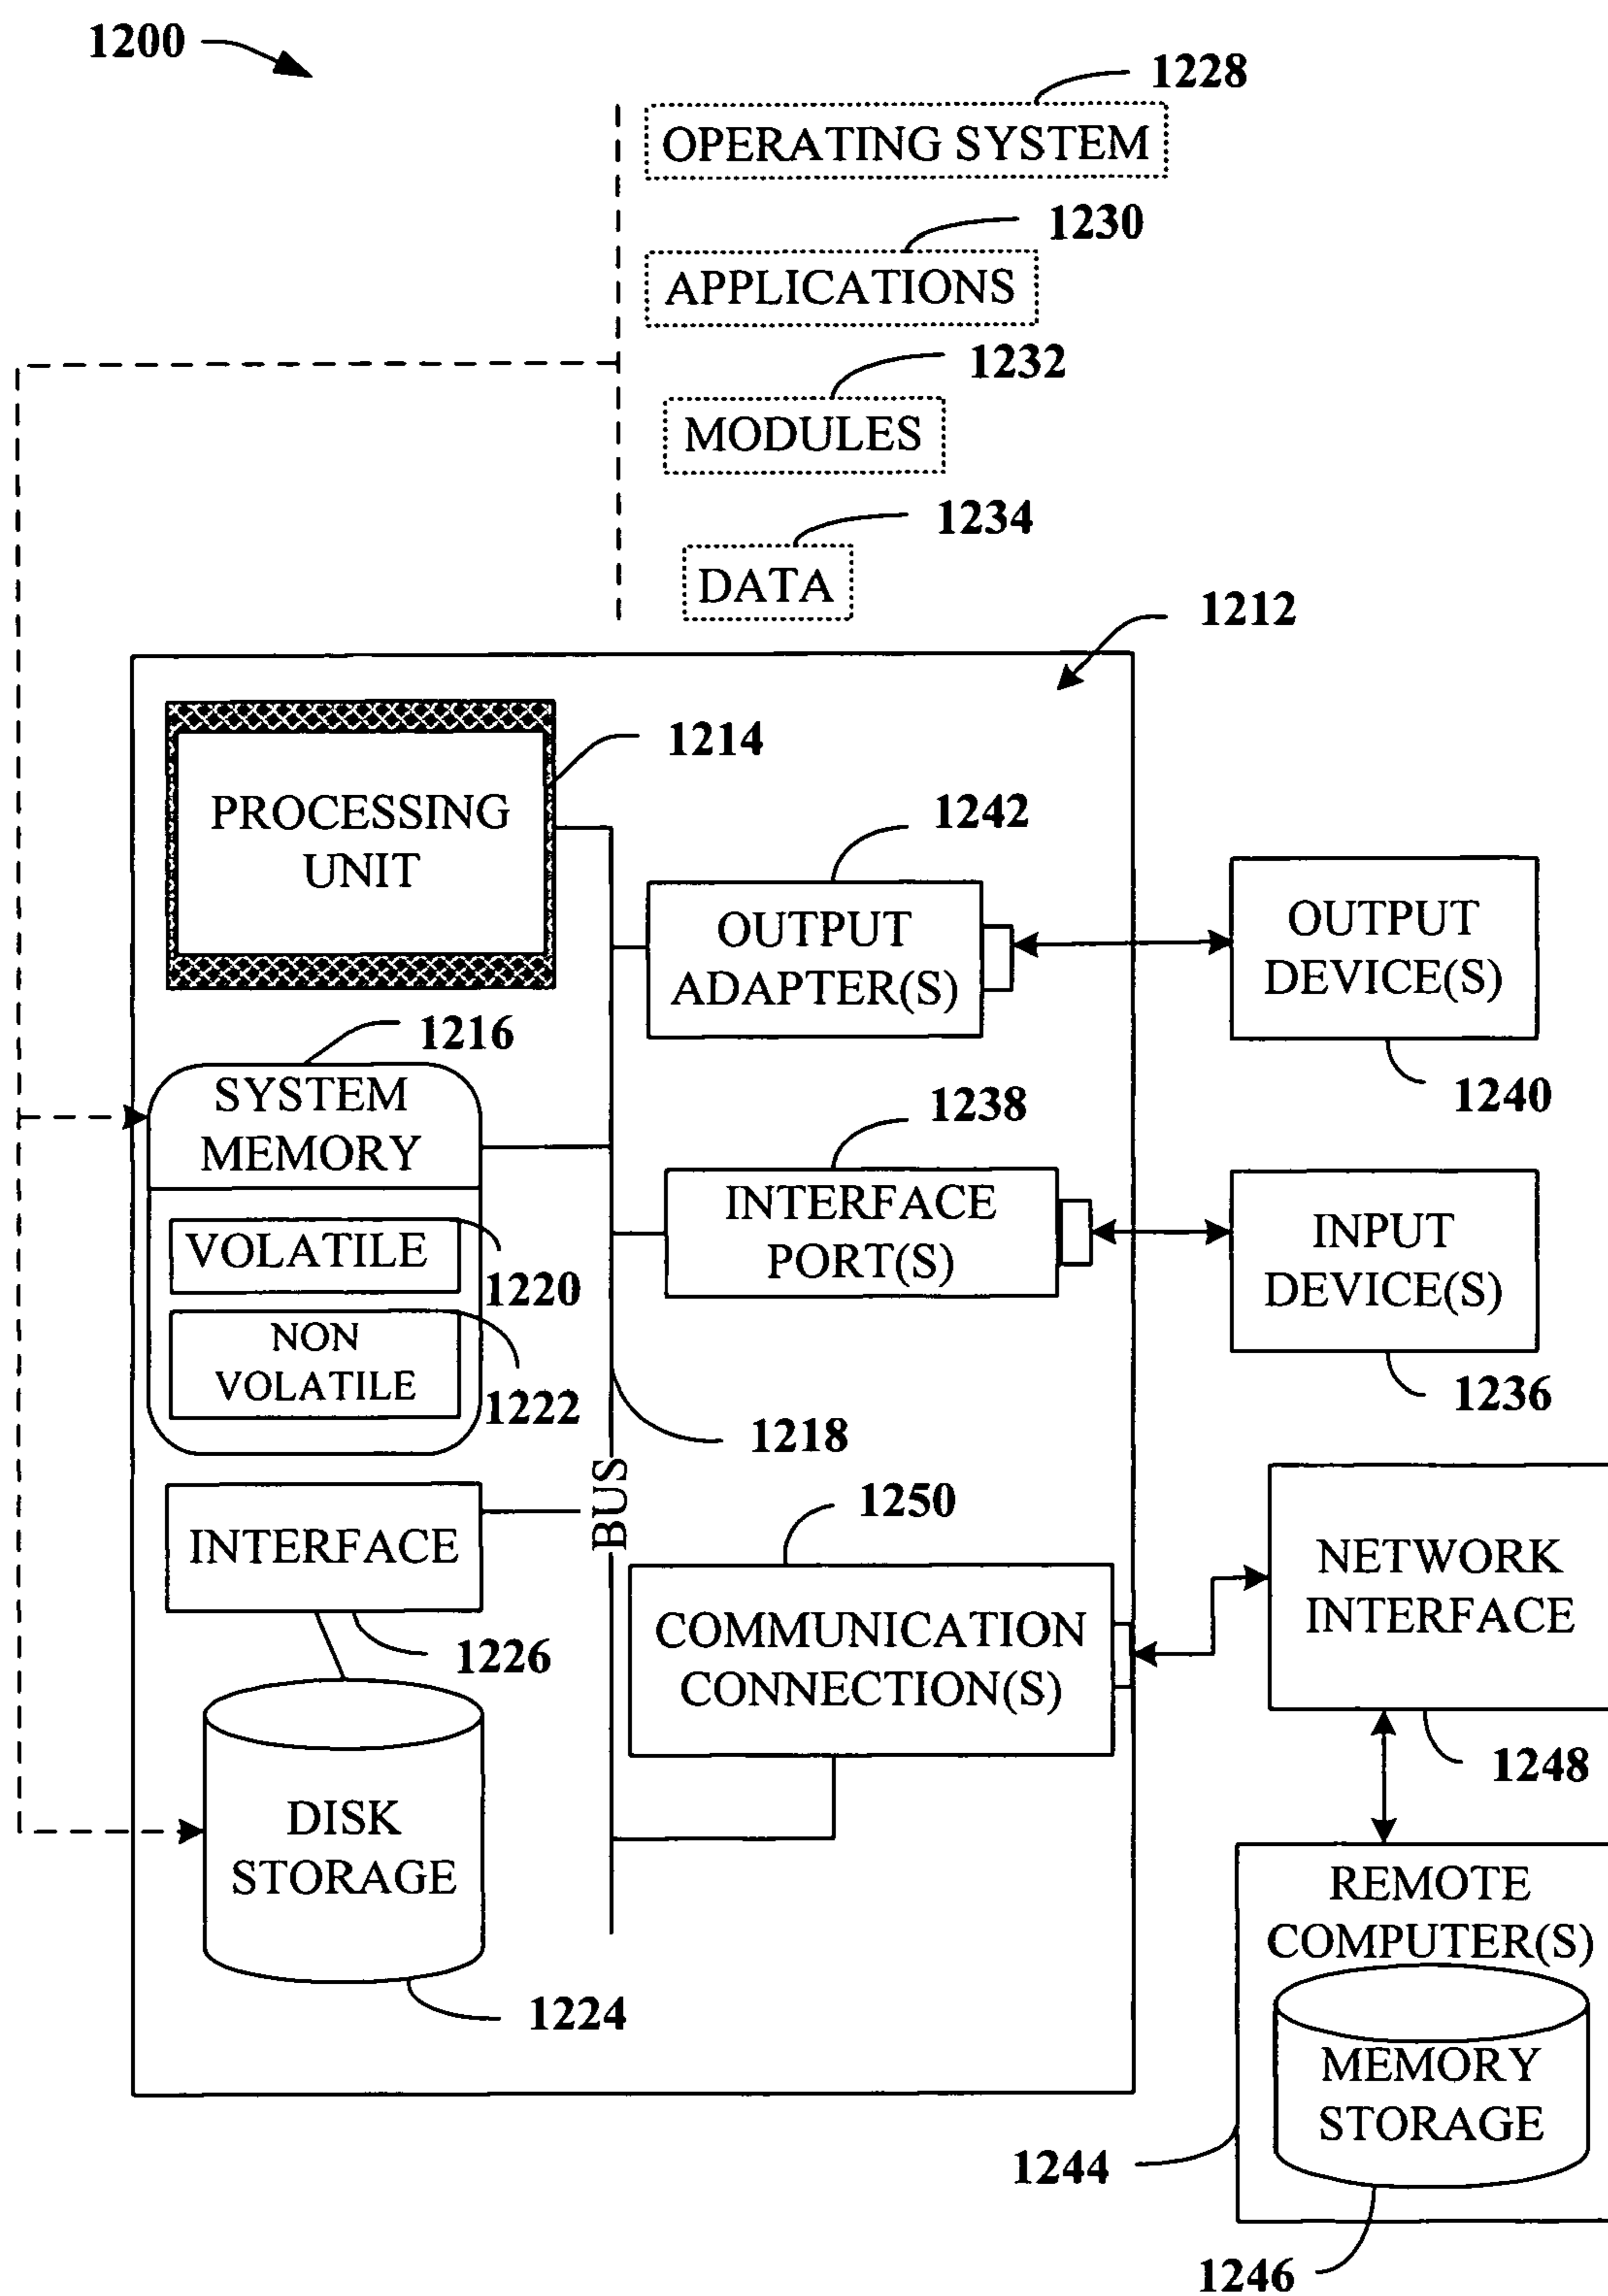 1200
1228
OPERATING SYSTEM
1230
APPLICATIONS
1232
MODULES
1234
DATA
1212
1214
PROCESSING
UNIT
1242
OUTPUT
ADAPTER(S)
OUTPUT
DEVICE(S)
1240
1216
SYSTEM
MEMORY
1238
INTERFACE
PORT(S)
INPUT
DEVICE(S)
1236
VOLATILE
1220
NON
VOLATILE
1222
1218
BUS
INTERFACE
1226
1250
COMMUNICATION
CONNECTION(S)
NETWORK
INTERFACE
1248
DISK
STORAGE
1224
REMOTE
COMPUTER(S)
MEMORY
STORAGE
1244
1246